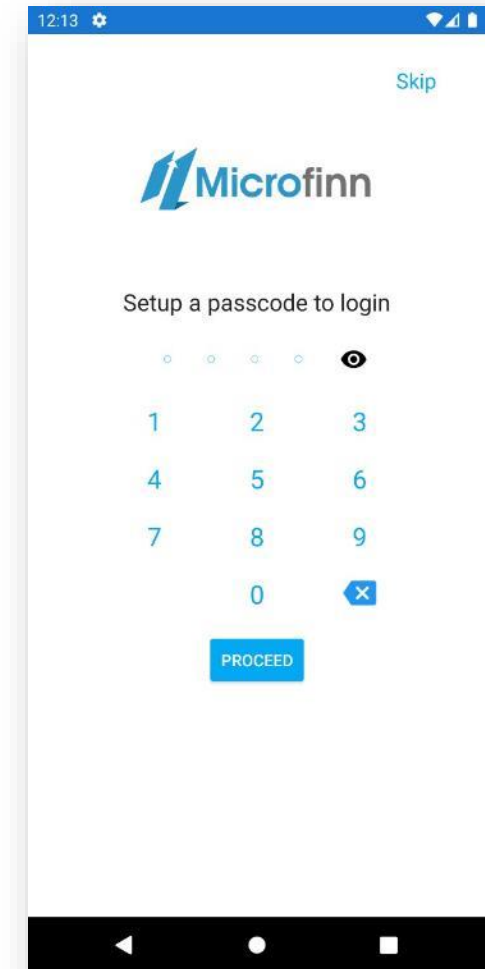 12:13
Skip
Microfinn
Setup a passcode to login
1 2 3
4 5 6
7 8 9
0
PROCEED